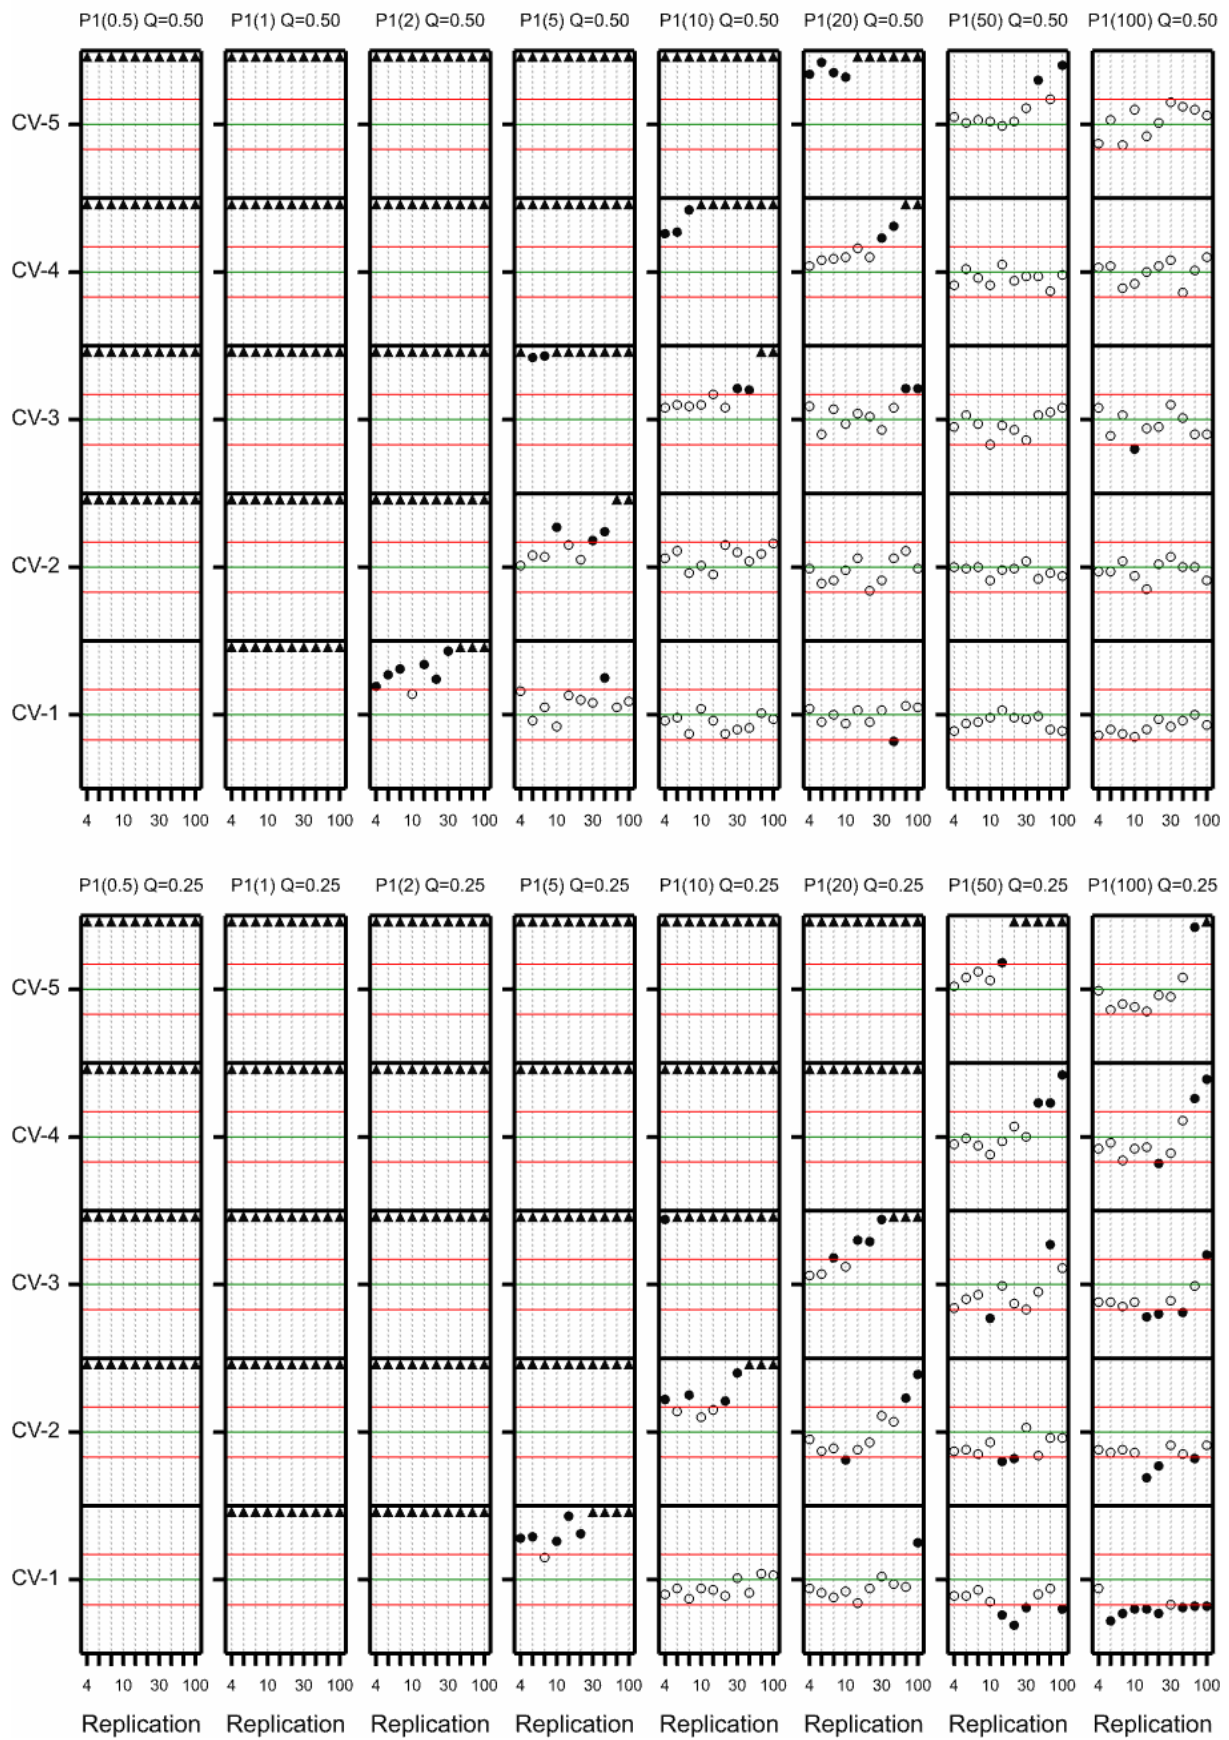 P1(0.5) Q=0.50 P1(1) Q=0.50 P1(2) Q=0.50 P1(5) Q=0.50 P1(10) Q=0.50 P1(20) Q=0.50 P1(50) Q=0.50 P1(100) Q=0.50
CV-5
CV-4
CV-3
CV-2
CV-1
4 10 30 100 4 10 30 100 4 10 30 100 4 10 30 100 4 10 30 100 4 10 30 100 4 10 30 100 4 10 30 100
P1(0.5) Q=0.25 P1(1) Q=0.25 P1(2) Q=0.25 P1(5) Q=0.25 P1(10) Q=0.25 P1(20) Q=0.25 P1(50) Q=0.25 P1(100) Q=0.25
CV-5
CV-4
CV-3
CV-2
CV-1
4 10 30 100 4 10 30 100 4 10 30 100 4 10 30 100 4 10 30 100 4 10 30 100 4 10 30 100 4 10 30 100
Replication Replication Replication Replication Replication Replication Replication Replication